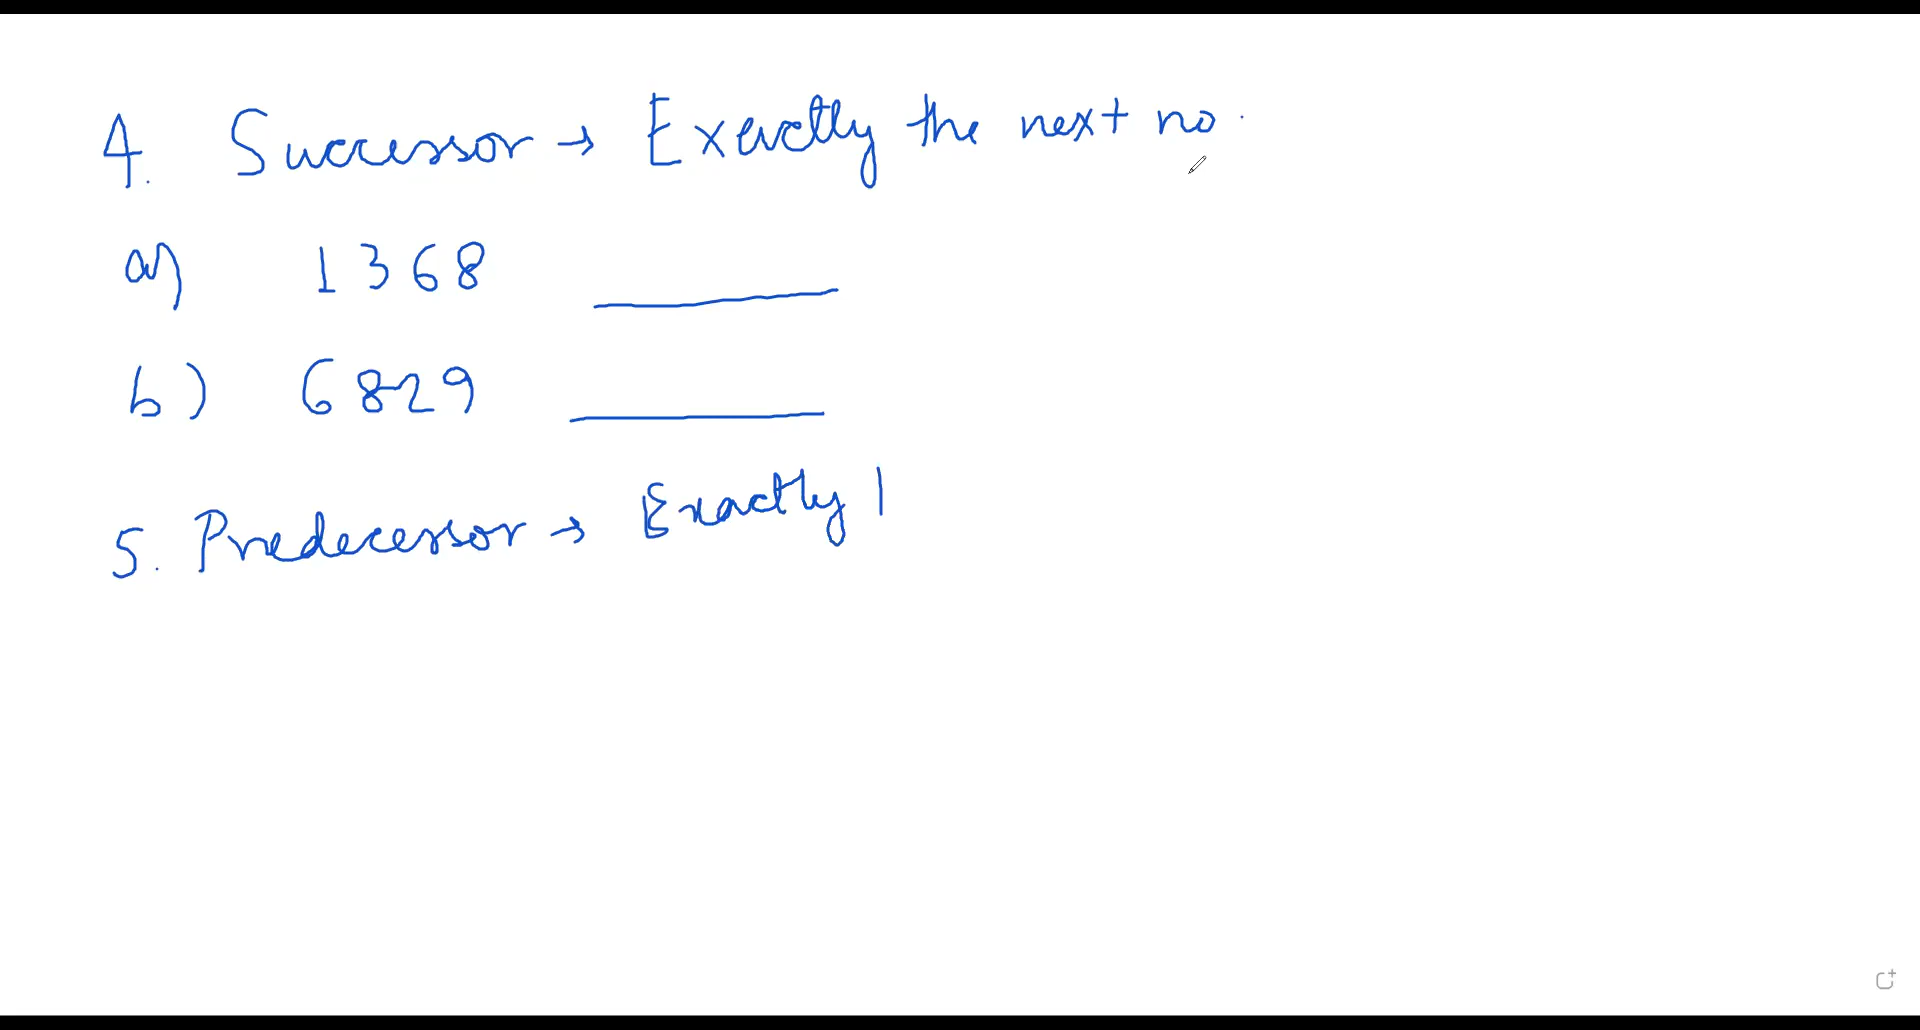 4. Successor → Exactly the next no.
a) 1368 ______
b) 6829 ______
5. Predecessor → Exactly 1